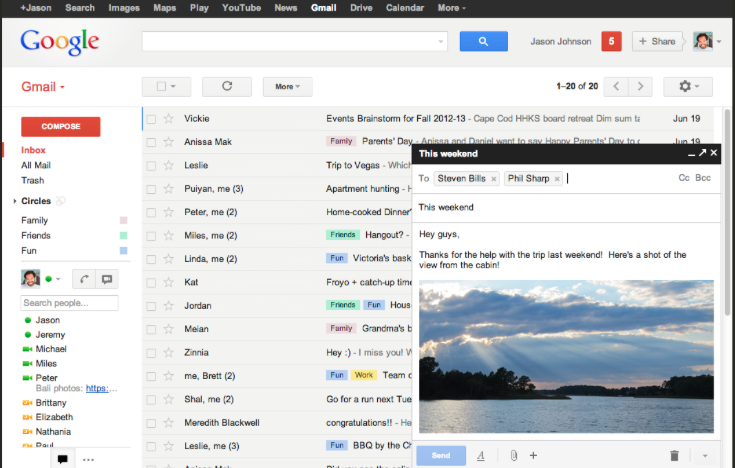 +Jason Search Images Maps Play YouTube News Gmail Drive Calendar More
Google
Jason Johnson 5 + Share
Gmail
More
1–20 of 20
COMPOSE
Inbox
All Mail
Trash
Circles
Family
Friends
Fun
Search people...
Jason
Jeremy
Michael
Miles
Peter
Bali photos: https:...
Brittany
Elizabeth
Nathania
Paul
Vickie Events Brainstorm for Fall 2012-13 - Cape Cod HHKS board retreat Dim sum ta Jun 19
Anissa Mak Family Parents' Day - Anissa and Daniel want to say Happy Parents' Day to c Jun 19
Leslie Trip to Vegas - Which
Puiyan, me (3) Apartment hunting - H
Peter, me (2) Home-cooked Dinner'
Miles, me (2) Friends Hangout? -
Linda, me (2) Fun Victoria's bask
Kat Froyo + catch-up time
Jordan Friends Fun Hous
Meian Family Grandma's b
Zinnia Hey :) - I miss you! W
me, Brett (2) Fun Work Team d
Shal, me (2) Go for a run next Tue
Meredith Blackwell congratulations!! - He
Leslie, me (3) Fun BBQ by the Ch
This weekend
To Steven Bills × Phil Sharp × Cc Bcc
This weekend
Hey guys,
Thanks for the help with the trip last weekend! Here's a shot of the
view from the cabin!
Send